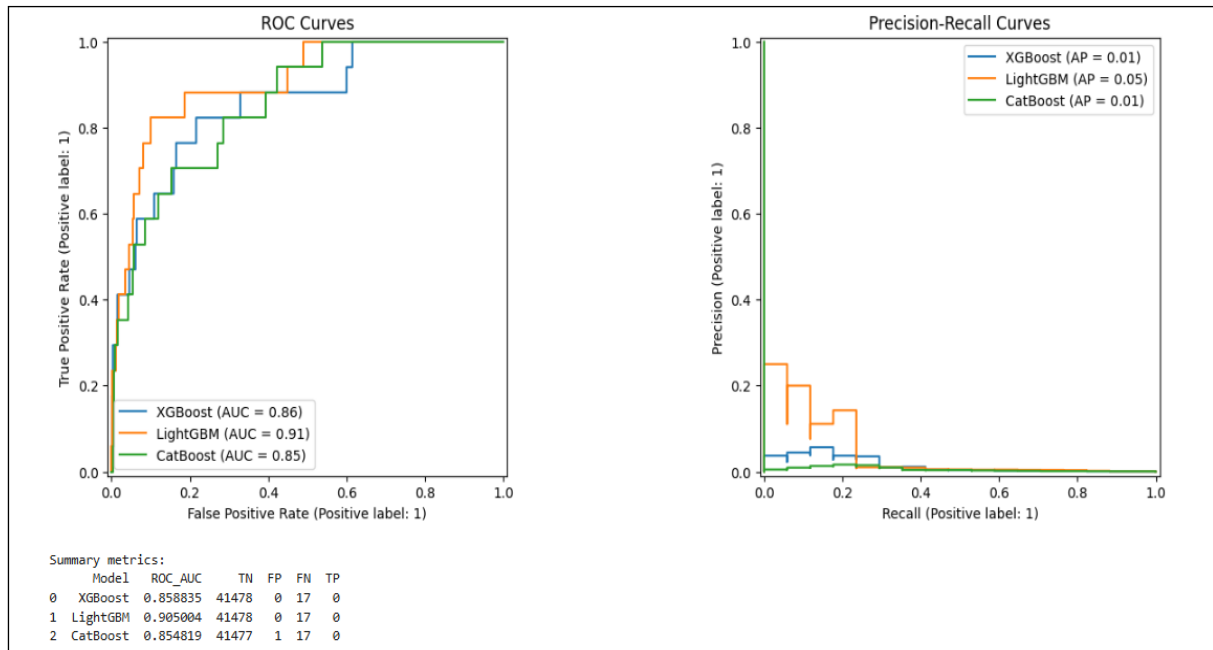 ROC Curves
1.0
0.8
0.6
0.4
0.2
0.0
True Positive Rate (Positive label: 1)
XGBoost (AUC = 0.86)
LightGBM (AUC = 0.91)
CatBoost (AUC = 0.85)
0.0 0.2 0.4 0.6 0.8 1.0
False Positive Rate (Positive label: 1)
Precision-Recall Curves
1.0
0.8
0.6
0.4
0.2
0.0
Precision (Positive label: 1)
XGBoost (AP = 0.01)
LightGBM (AP = 0.05)
CatBoost (AP = 0.01)
0.0 0.2 0.4 0.6 0.8 1.0
Recall (Positive label: 1)
Summary metrics:
Model ROC_AUC TN FP FN TP
0 XGBoost 0.858835 41478 0 17 0
1 LightGBM 0.905004 41478 0 17 0
2 CatBoost 0.854819 41477 1 17 0